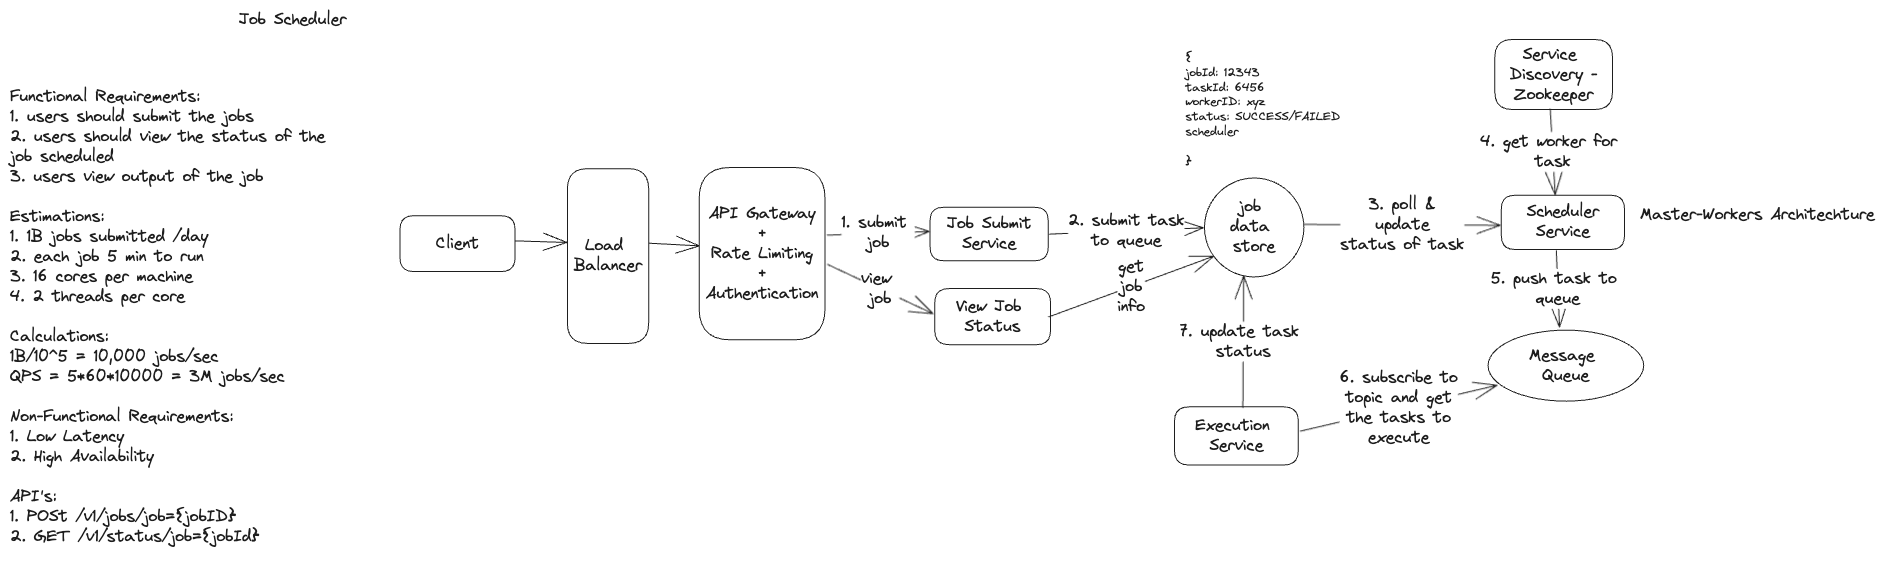 Job Scheduler
Functional Requirements:
1. users should submit the jobs
2. users should view the status of the
job scheduled
3. users view output of the job
Estimations:
1. 1B jobs submitted /day
2. each job 5 min to run
3. 16 cores per machine
4. 2 threads per core
Calculations:
1B/10^5 = 10,000 jobs/sec
QPS = 5*60*10000 = 3M jobs/sec
Non-Functional Requirements:
1. Low Latency
2. High Availability
API's:
1. POSt /v1/jobs/job={jobID}
2. GET /v1/status/job={jobId}
Client
Load
Balancer
API Gateway
+
Rate Limiting
+
Authentication
1. submit
job
view
job
Job Submit
Service
View Job
Status
2. submit task
to queue
get
job
info
{
jobId: 12343
taskId: 6456
workerID: xyz
status: SUCCESS/FAILED
scheduler
}
job
data
store
3. poll &
update
status of task
Service
Discovery -
Zookeeper
4. get worker for
task
Scheduler
Service
Master-Workers Architechture
5. push task to
queue
Message
Queue
6. subscribe to
topic and get
the tasks to
execute
Execution
Service
7. update task
status